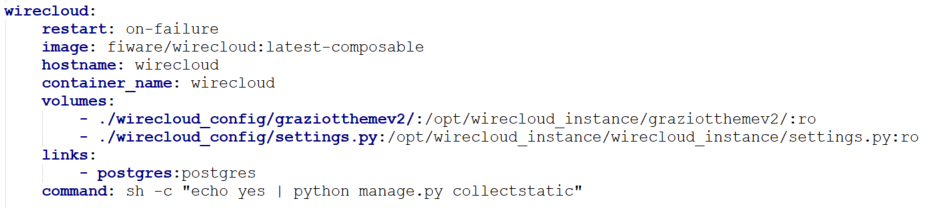 wirecloud:
restart: on-failure
image: fiware/wirecloud:latest-composable
hostname: wirecloud
container_name: wirecloud
volumes:
- ./wirecloud_config/graziotthemev2/:/opt/wirecloud_instance/graziotthemev2/:ro
- ./wirecloud_config/settings.py:/opt/wirecloud_instance/wirecloud_instance/settings.py:ro
links:
- postgres:postgres
command: sh -c "echo yes | python manage.py collectstatic"